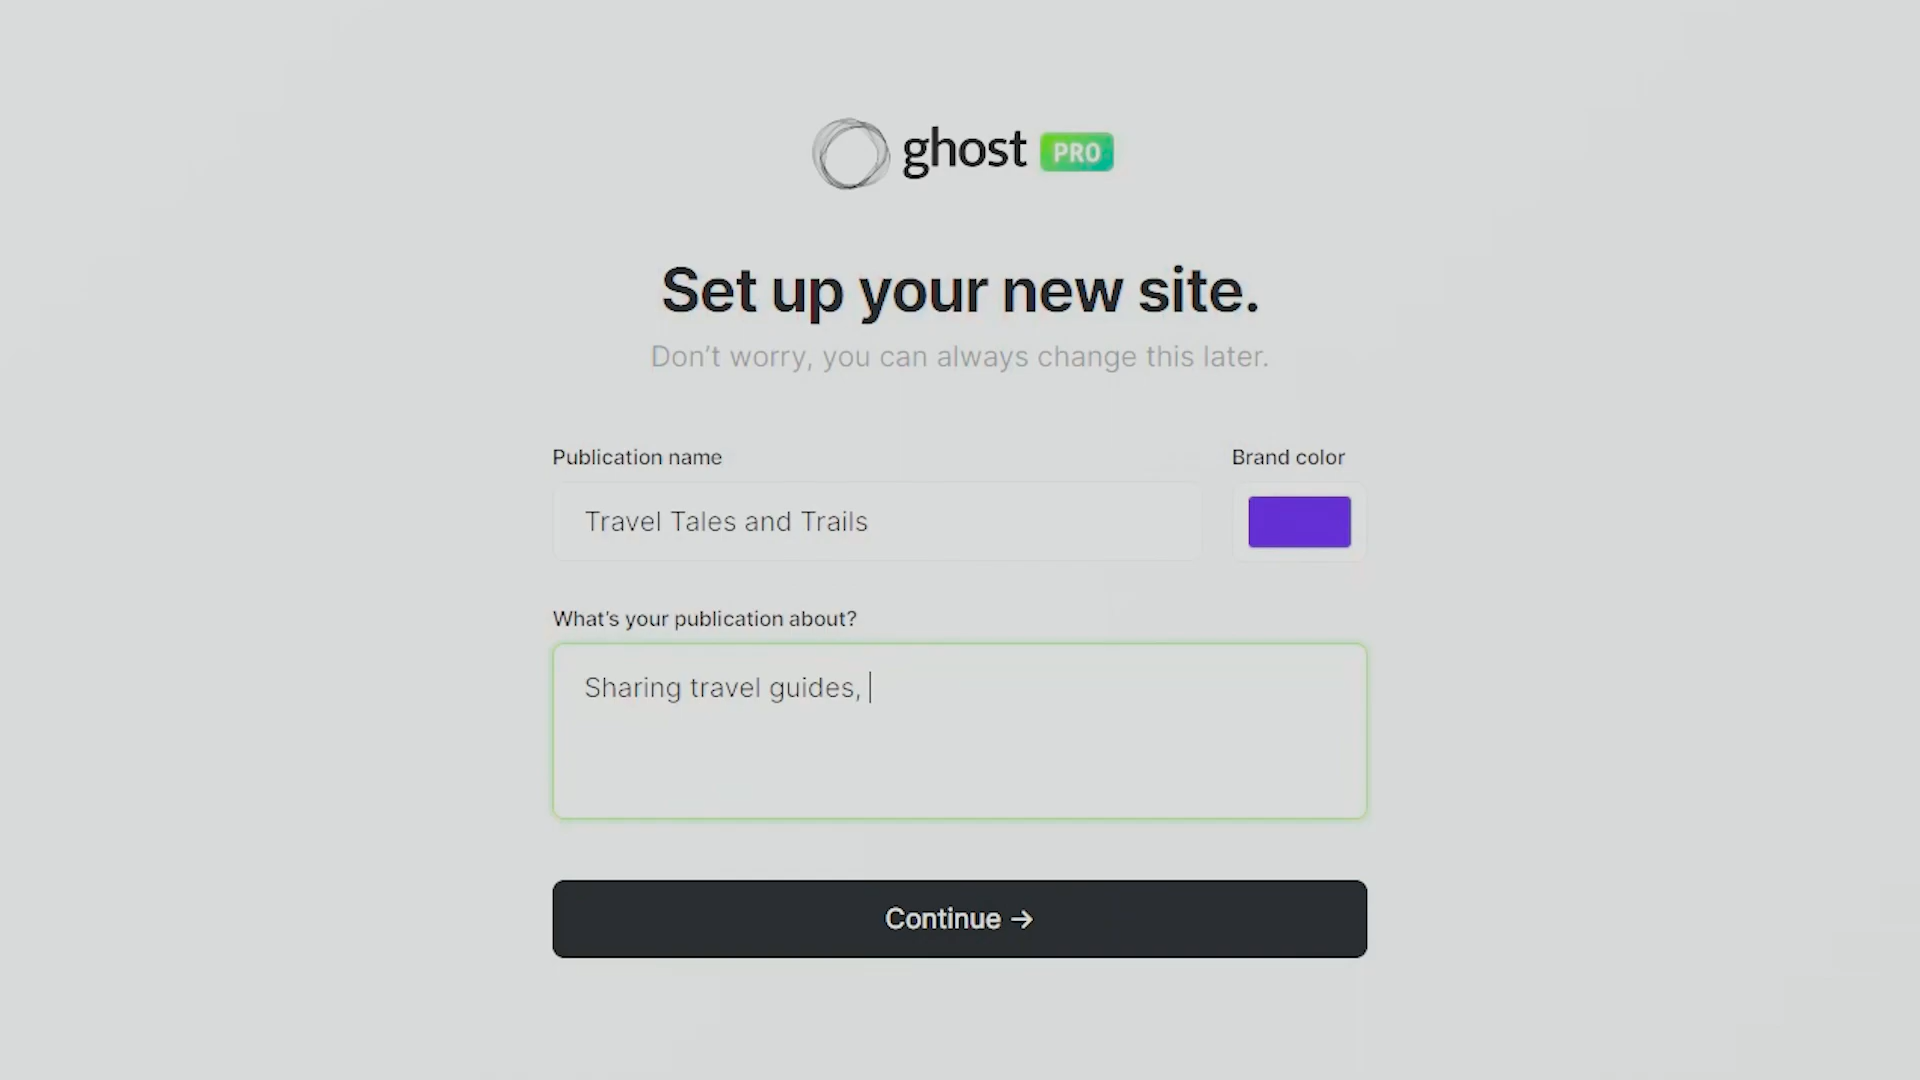 ghost PRO
Set up your new site.
Don’t worry, you can always change this later.
Publication name
Brand color
Travel Tales and Trails
What’s your publication about?
Sharing travel guides,
Continue →